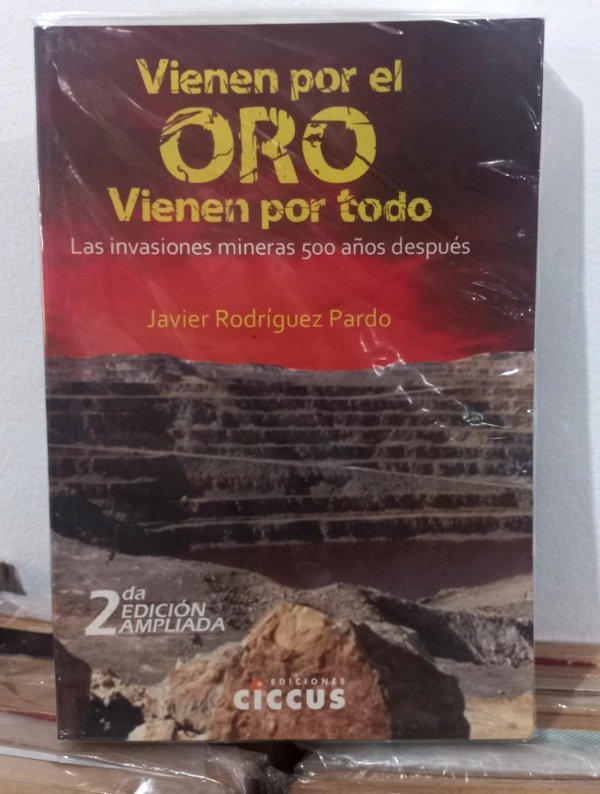 Vienen por el
ORO
Vienen por todo
Las invasiones mineras 500 años después
Javier Rodríguez Pardo
2da
EDICIÓN
AMPLIADA
EDICIONES
CICCUS